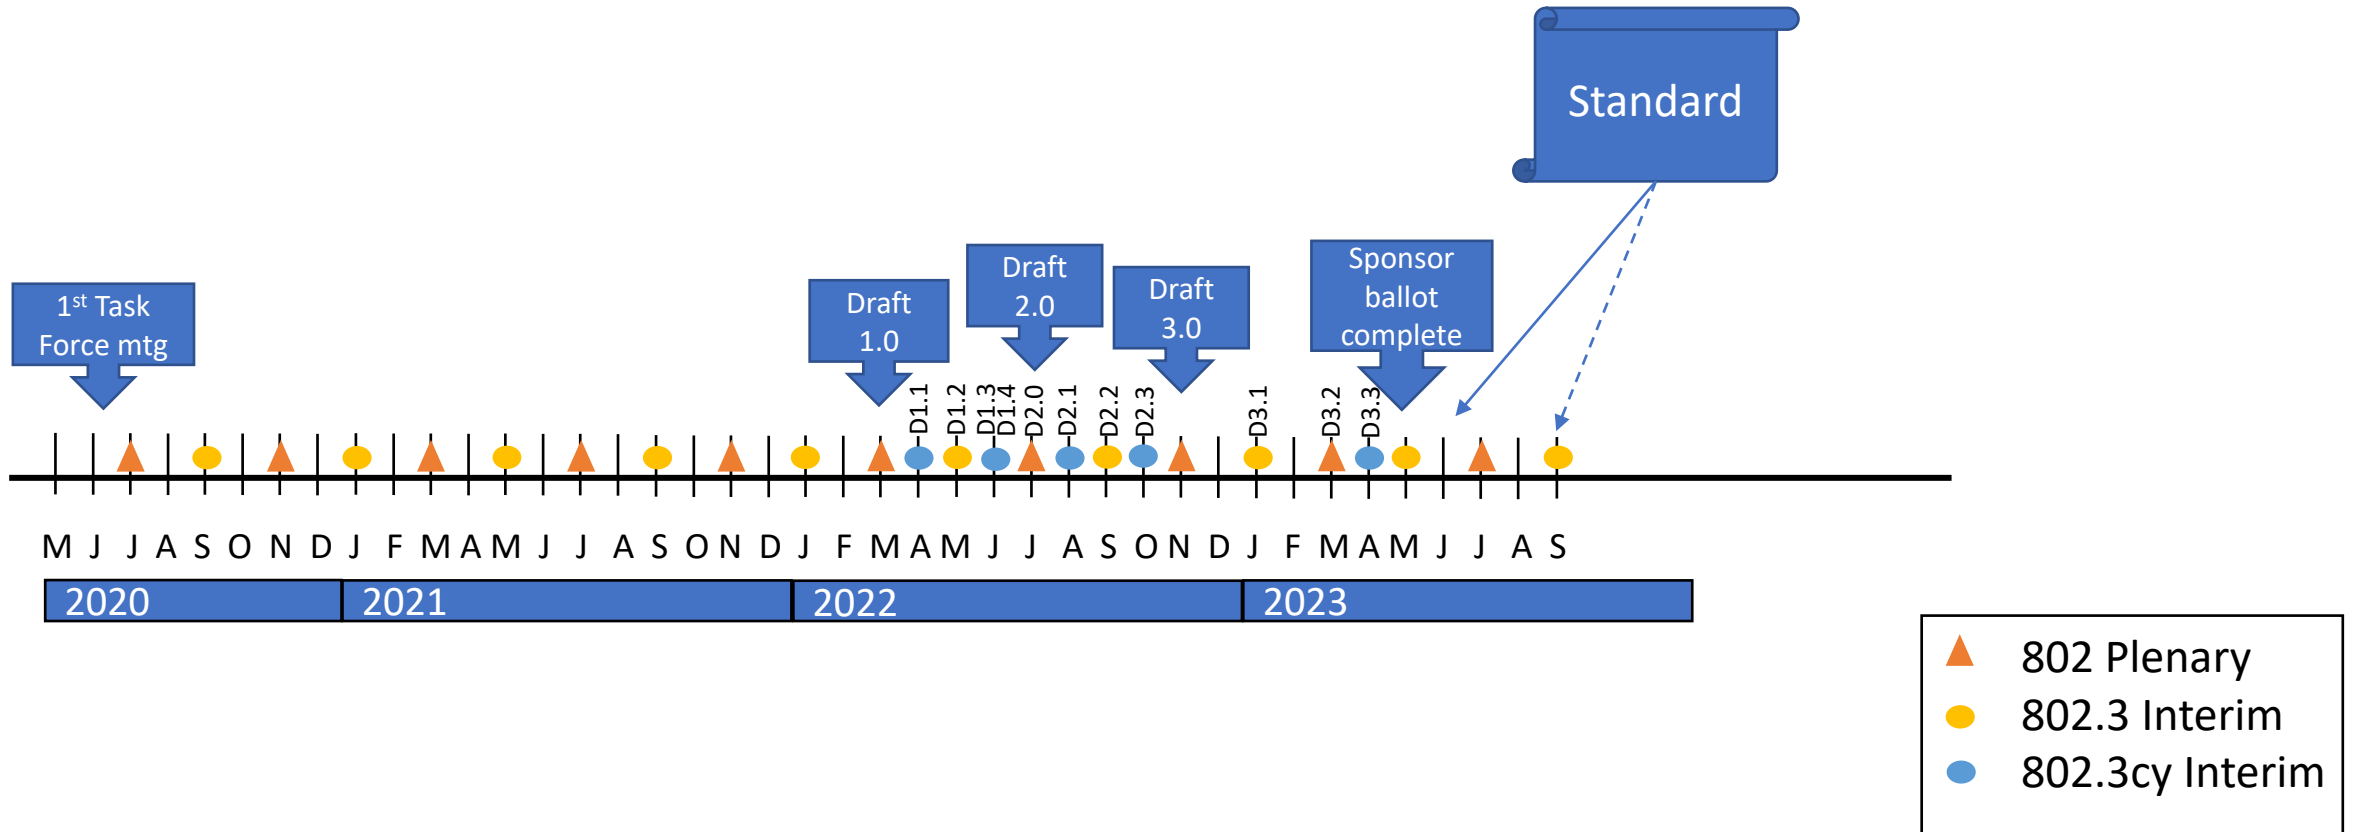 Standard
Sponsor
ballot
complete
Draft
2.0
Draft
3.0
Draft
1.0
1st Task
Force mtg
D1.1
D1.2
D1.3
D1.4
D2.0
D2.1
D2.2
D2.3
D3.1
D3.2
D3.3
M J J A S O N D J F M A M J J A S O N D J F M A M J J A S O N D J F M A M J J A S
2020 2021 2022 2023
802 Plenary
802.3 Interim
802.3cy Interim